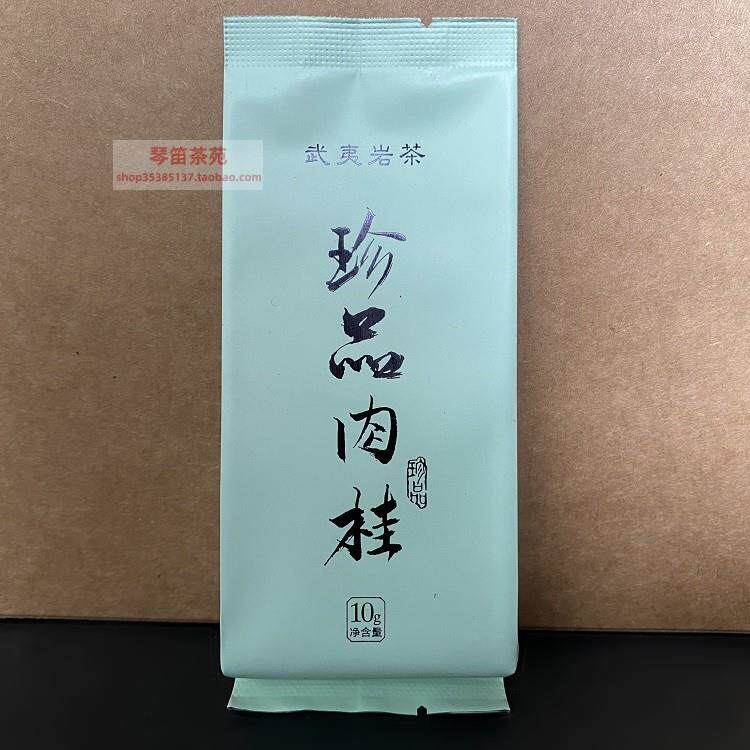 琴笛茶苑
shop35385137.taobao.com
武夷岩茶
珍品肉桂
珍品
10g
净含量